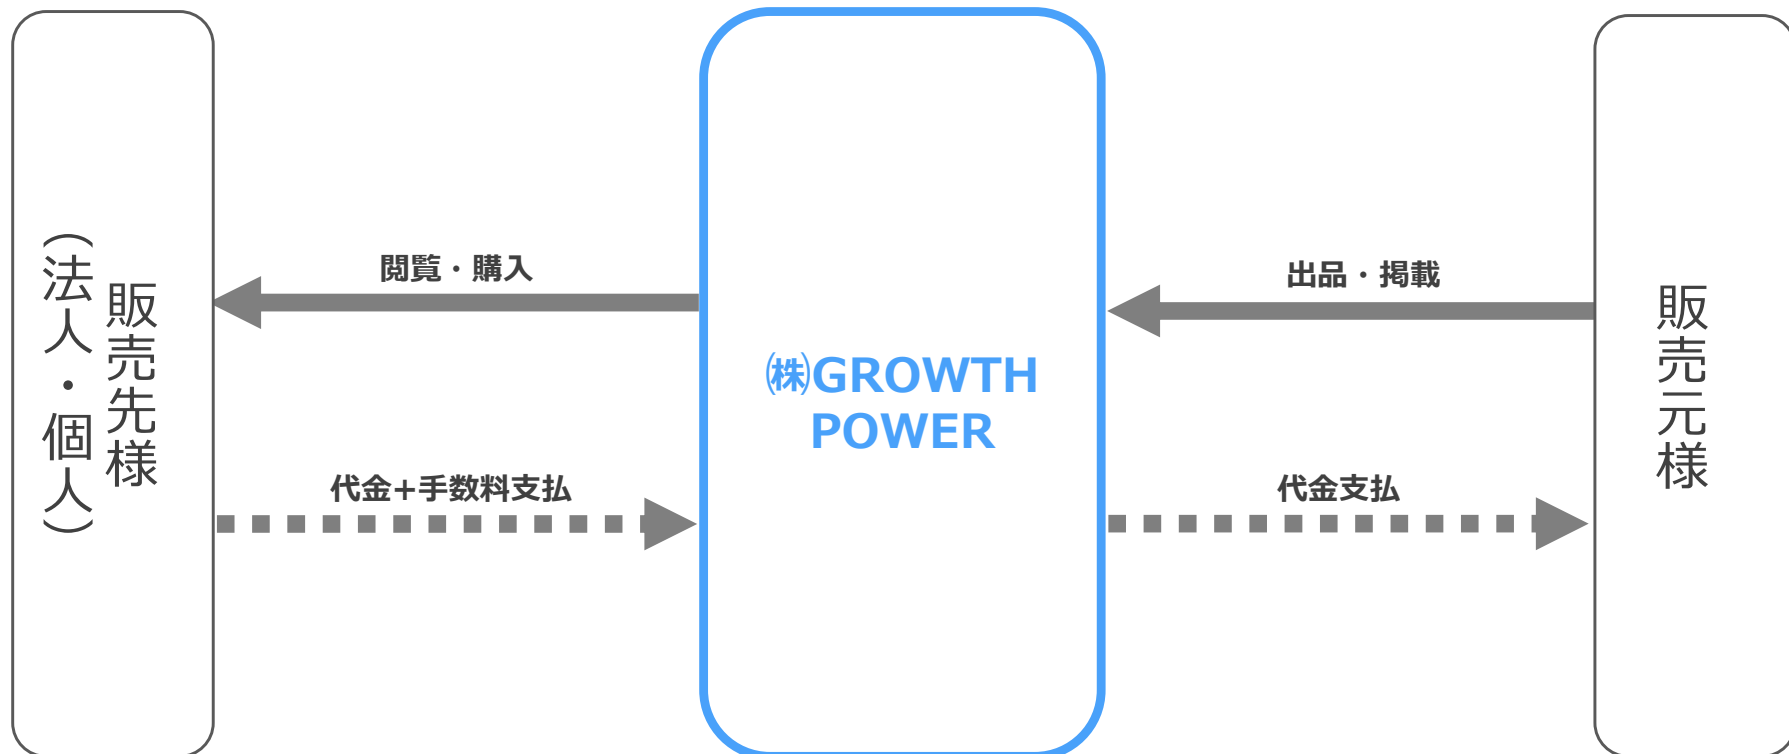 販売先様
（法人・個人）
閲覧・購入
代金+手数料支払
㈱GROWTH
POWER
出品・掲載
代金支払
販売元様